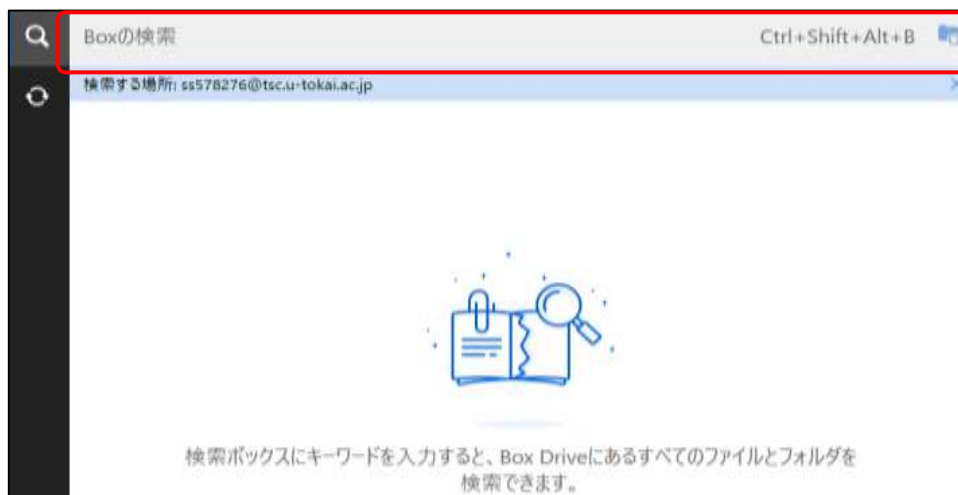 Boxの検索 Ctrl+Shift+Alt+B
検索する場所: ss578276@tsc.u-tokai.ac.jp
検索ボックスにキーワードを入力すると、Box Driveにあるすべてのファイルとフォルダを
検索できます。